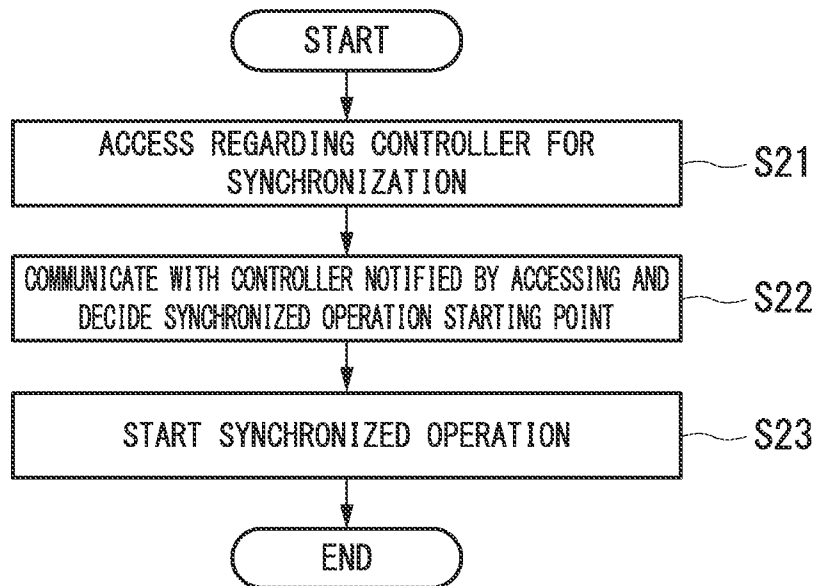 START
ACCESS REGARDING CONTROLLER FOR
SYNCHRONIZATION
S21
COMMUNICATE WITH CONTROLLER NOTIFIED BY ACCESSING AND
DECIDE SYNCHRONIZED OPERATION STARTING POINT
S22
START SYNCHRONIZED OPERATION
S23
END